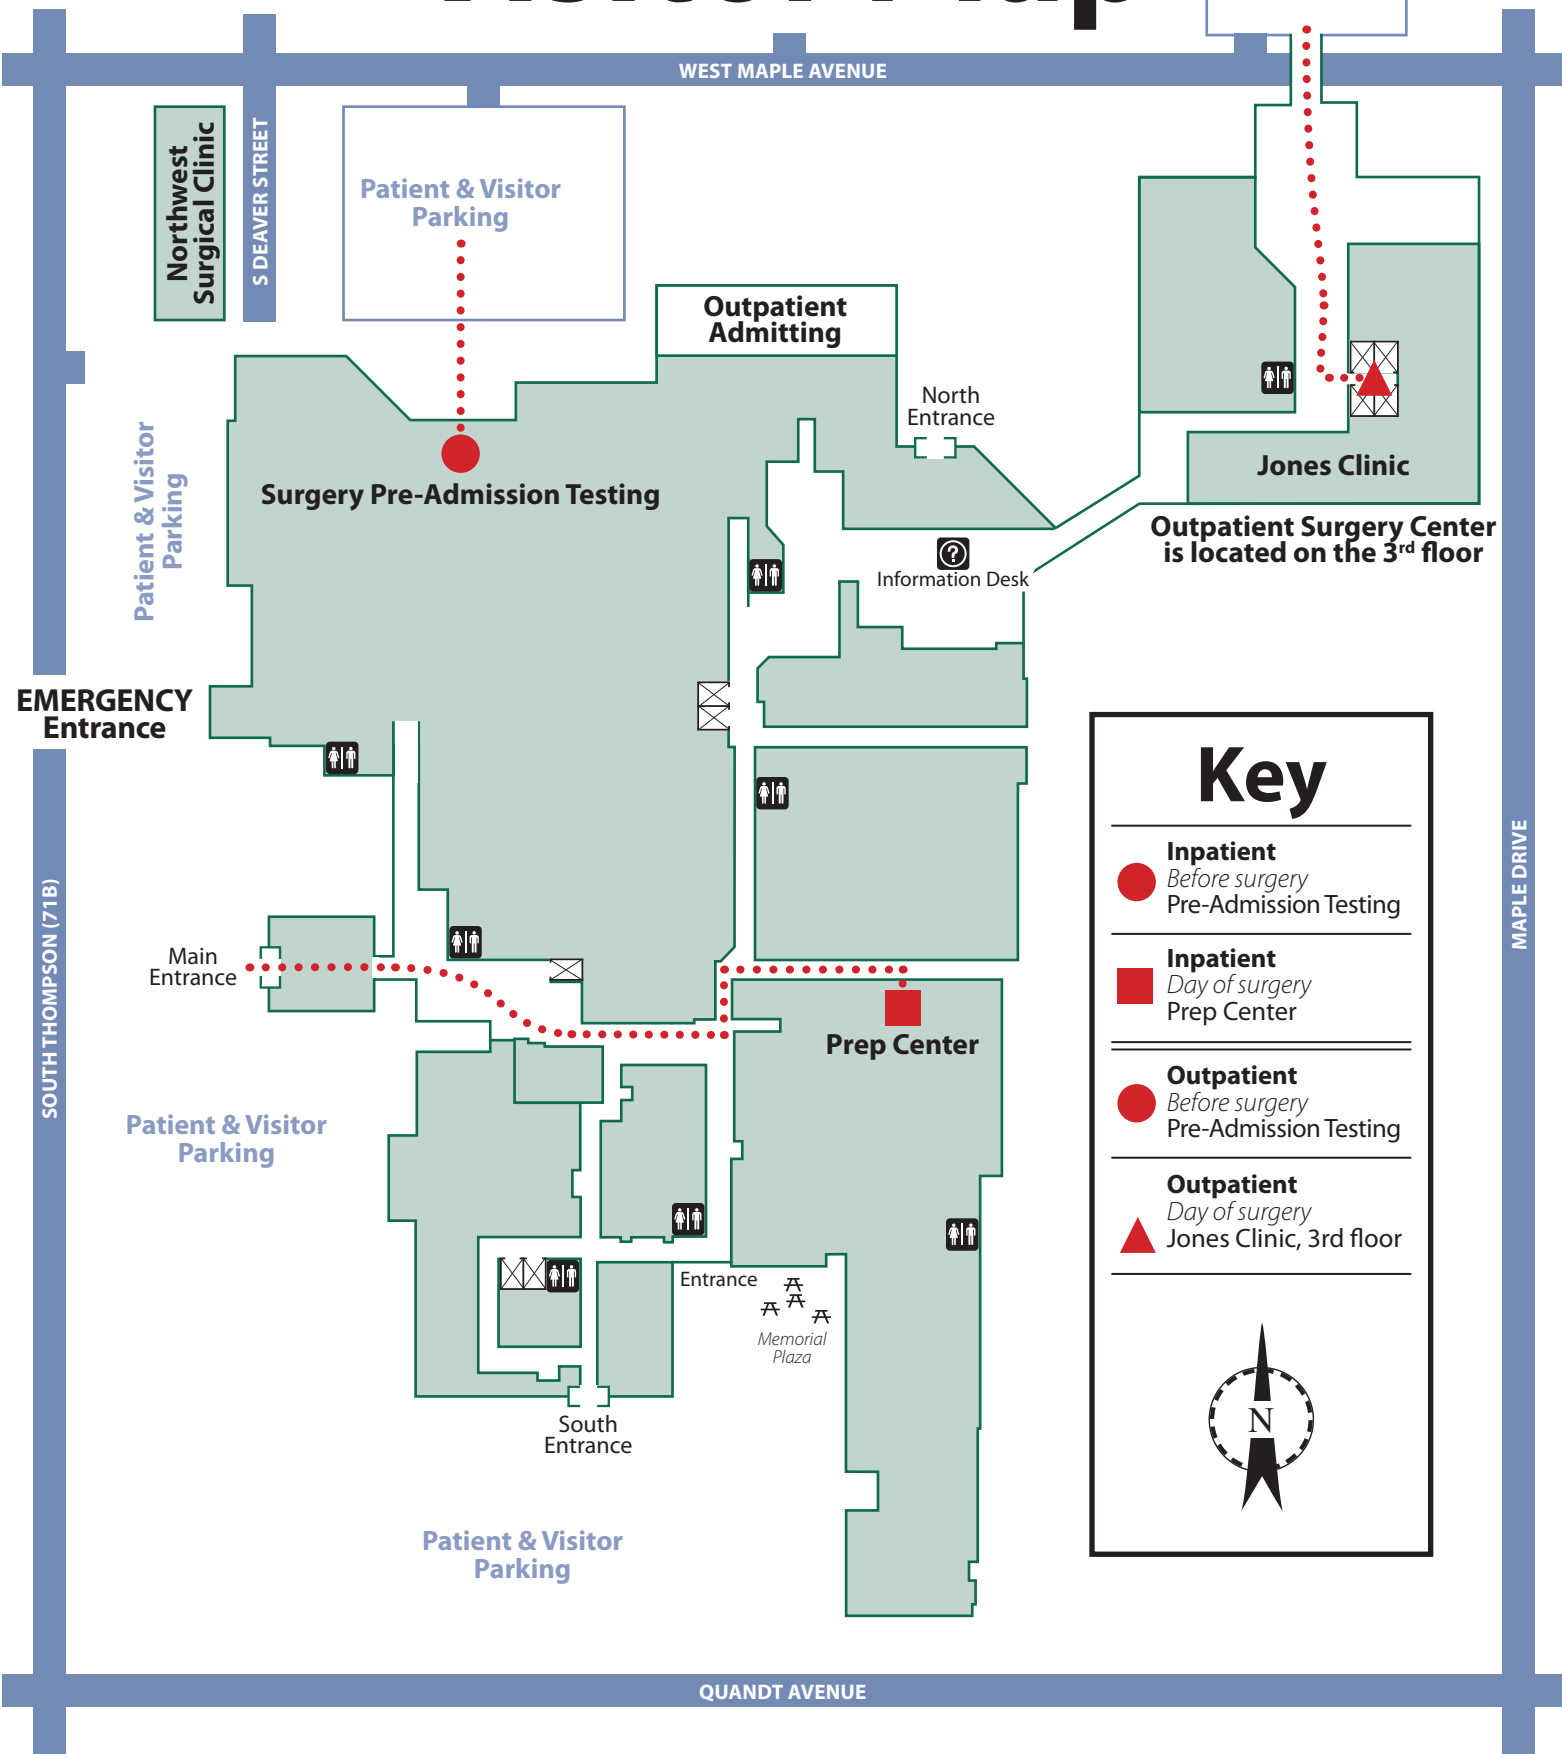 Visitor Map
WEST MAPLE AVENUE
Northwest
Surgical Clinic
S DEAVER STREET
Patient & Visitor
Parking
Outpatient
Admitting
North
Entrance
Surgery Pre-Admission Testing
Jones Clinic
Outpatient Surgery Center
is located on the 3rd floor
?
Information Desk
Patient & Visitor
Parking
EMERGENCY
Entrance
SOUTH THOMPSON (71B)
MAPLE DRIVE
Main
Entrance
Prep Center
Patient & Visitor
Parking
Entrance
Memorial
Plaza
South
Entrance
Patient & Visitor
Parking
Key
Inpatient
Before surgery
Pre-Admission Testing
Inpatient
Day of surgery
Prep Center
Outpatient
Before surgery
Pre-Admission Testing
Outpatient
Day of surgery
Jones Clinic, 3rd floor
N
QUANDT AVENUE